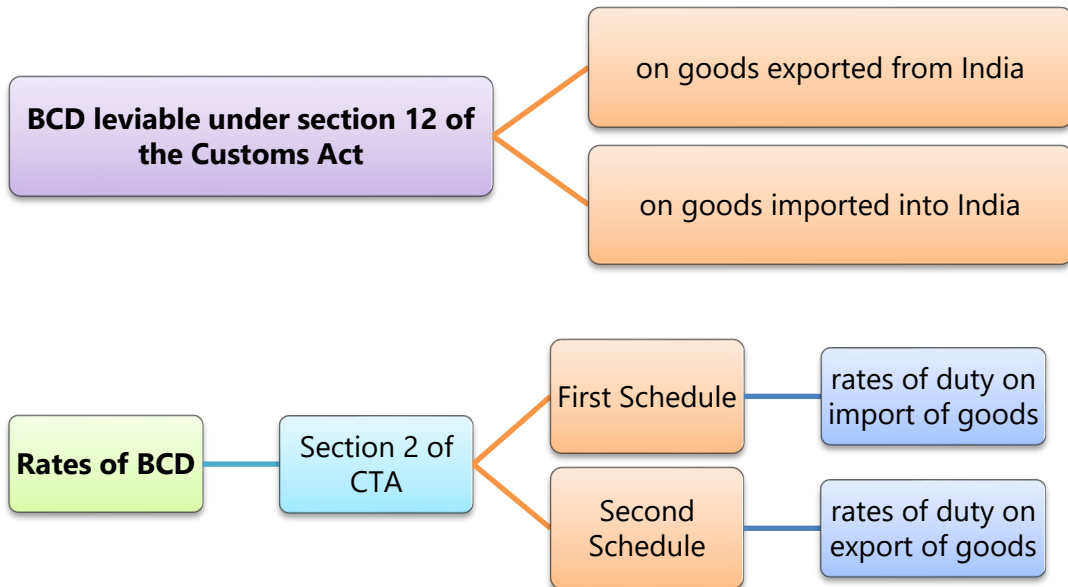 on goods exported from India
BCD leviable under section 12 of
the Customs Act
on goods imported into India
First Schedule
rates of duty on
import of goods
Rates of BCD
Section 2 of
CTA
Second
Schedule
rates of duty on
export of goods